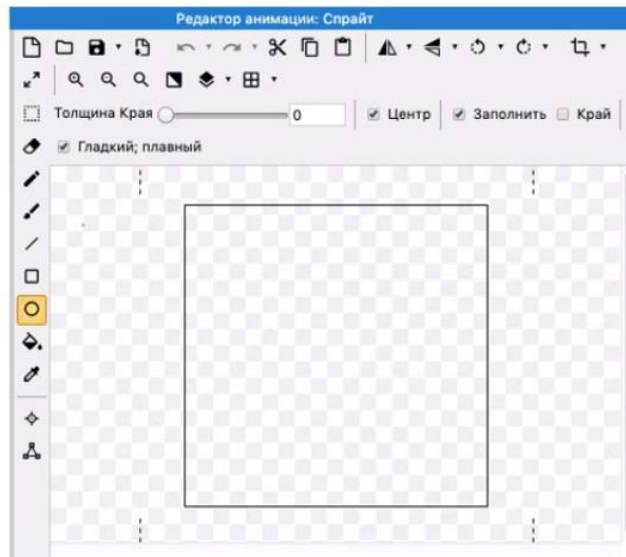 Редактор анимации: Спрайт
Толщина Края 0 Центр Заполнить Край
Гладкий; плавный